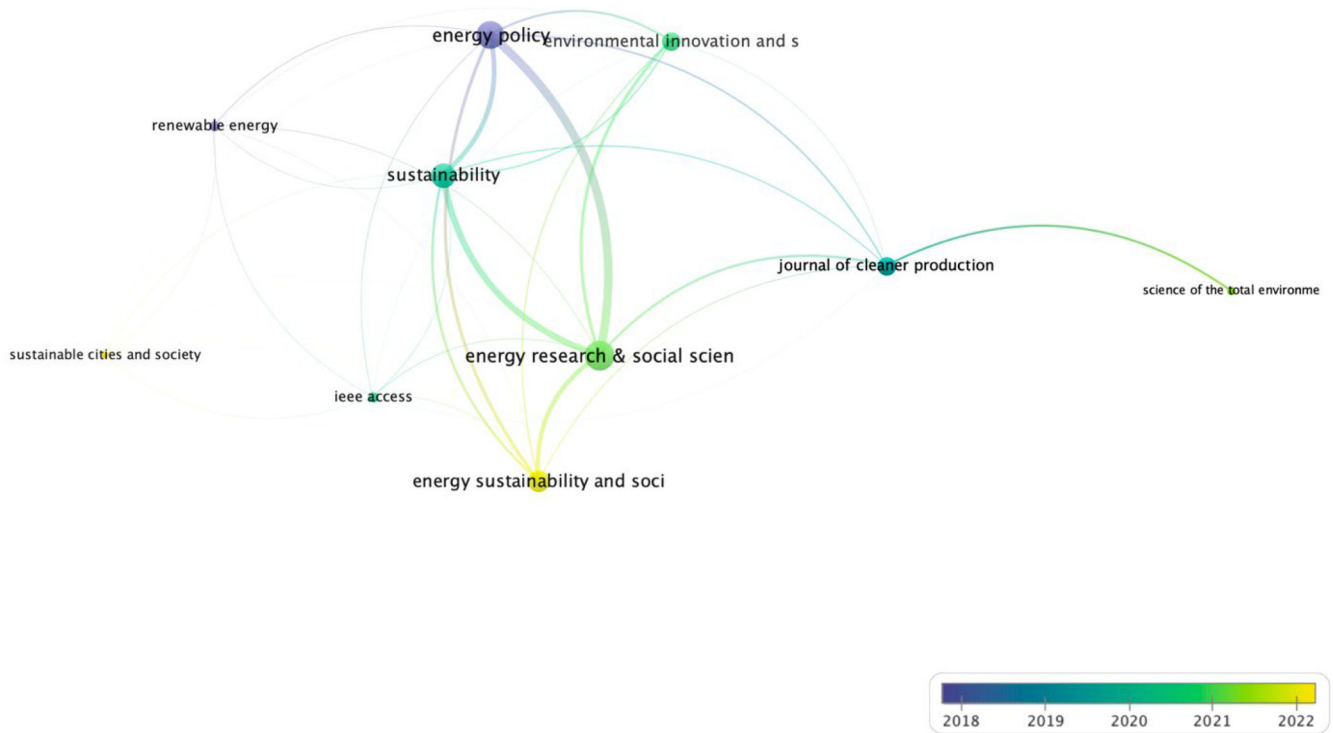 energy policy
environmental innovation and s
renewable energy
sustainability
journal of cleaner production
science of the total environme
sustainable cities and society
energy research & social scien
ieee access
energy sustainability and soci
2018 2019 2020 2021 2022